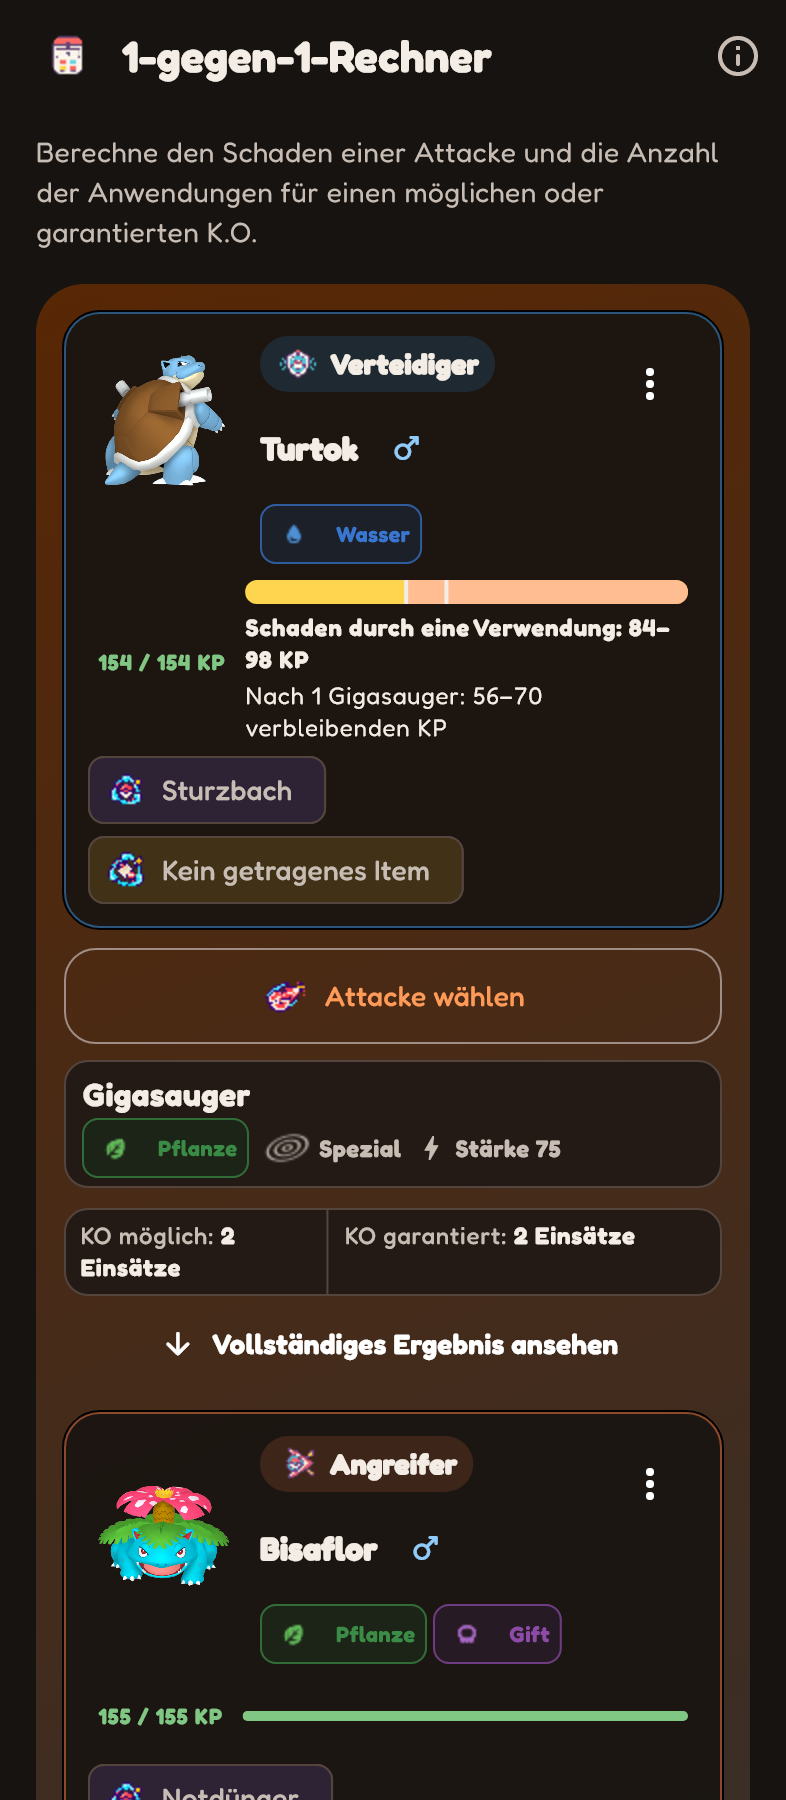 1-gegen-1-Rechner
Berechne den Schaden einer Attacke und die Anzahl
der Anwendungen für einen möglichen oder
garantierten K.O.
Verteidiger
Turtok ♂
Wasser
Schaden durch eine Verwendung: 84–
98 KP
154 / 154 KP
Nach 1 Gigasauger: 56–70
verbleibenden KP
Sturzbach
Kein getragenes Item
Attacke wählen
Gigasauger
Pflanze Spezial Stärke 75
KO möglich: 2
Einsätze
KO garantiert: 2 Einsätze
Vollständiges Ergebnis ansehen
Angreifer
Bisaflor ♂
Pflanze Gift
155 / 155 KP
Notdünger